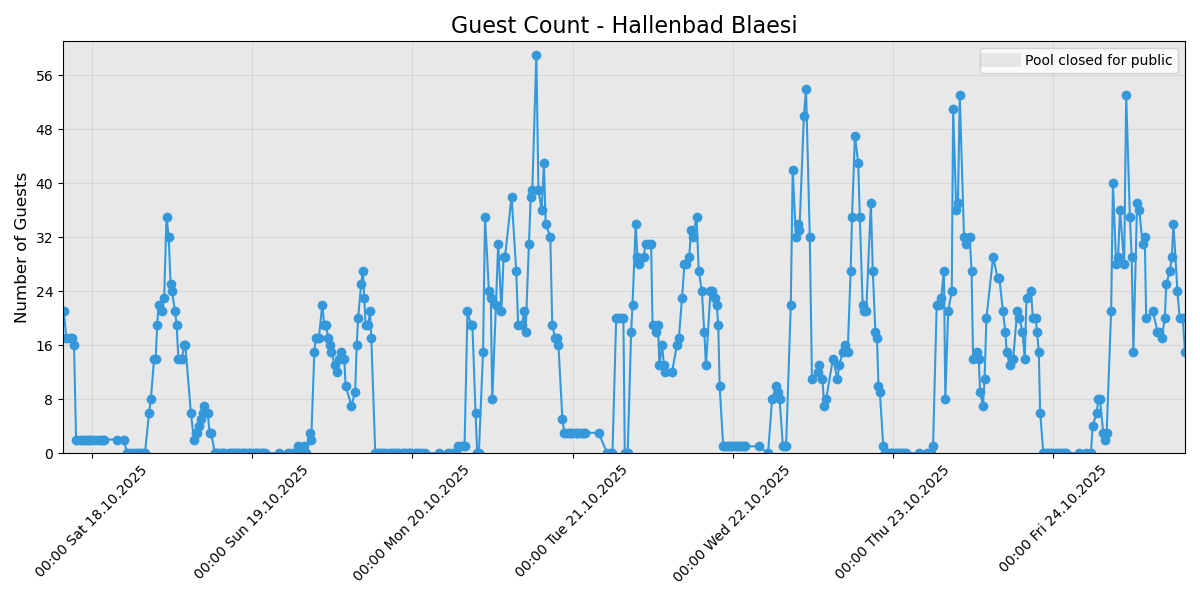 Guest Count - Hallenbad Blaesi
Pool closed for public
Number of Guests
56
48
40
32
24
16
8
0
00:00 Sat 18.10.2025
00:00 Sun 19.10.2025
00:00 Mon 20.10.2025
00:00 Tue 21.10.2025
00:00 Wed 22.10.2025
00:00 Thu 23.10.2025
00:00 Fri 24.10.2025